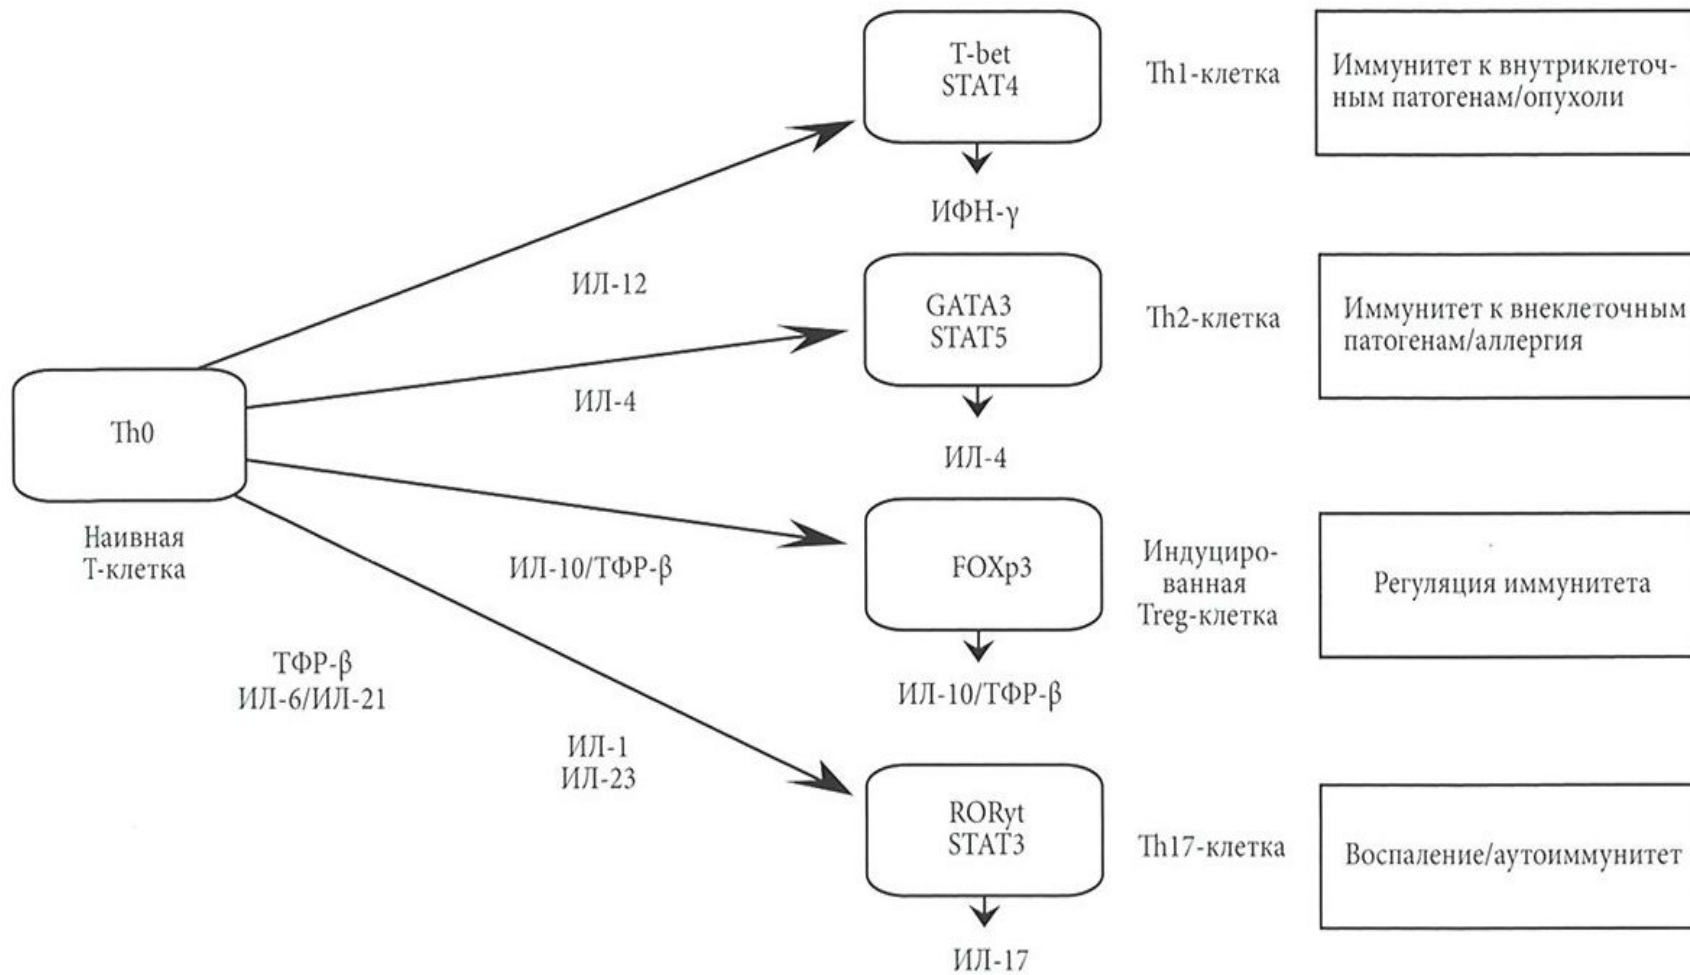 T-bet
STAT4
Th1-клетка
Иммунитет к внутриклеточ-
ным патогенам/опухоли
ИФН-γ
ИЛ-12
GATA3
STAT5
Th2-клетка
Иммунитет к внеклеточным
патогенам/аллергия
ИЛ-4
ИЛ-4
Th0
Наивная
Т-клетка
ИЛ-10/ТФР-β
FOXp3
Индуциро-
ванная
Treg-клетка
Регуляция иммунитета
ИЛ-10/ТФР-β
ТФР-β
ИЛ-6/ИЛ-21
ИЛ-1
ИЛ-23
RORyt
STAT3
Th17-клетка
Воспаление/аутоиммунитет
ИЛ-17